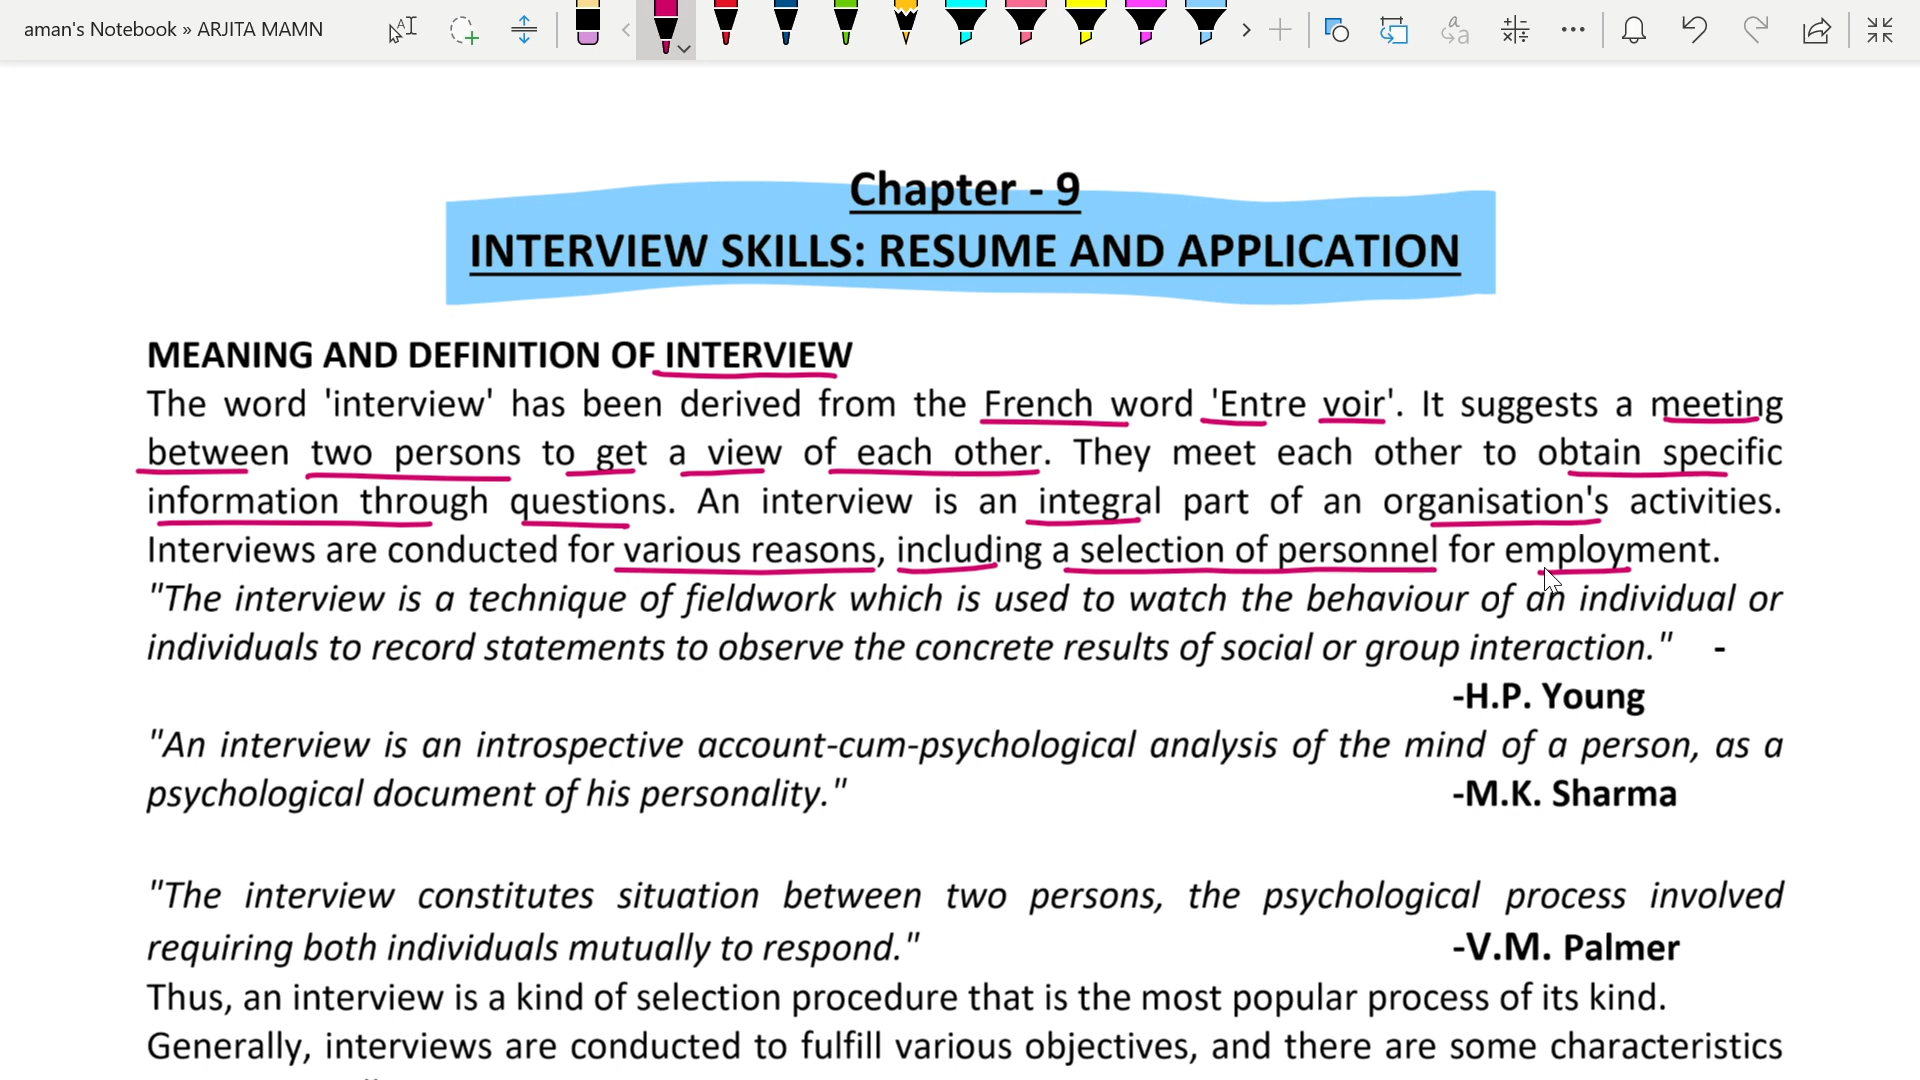 aman's Notebook » ARJITA MAMN
Chapter - 9
INTERVIEW SKILLS: RESUME AND APPLICATION
MEANING AND DEFINITION OF INTERVIEW
The word 'interview' has been derived from the French word 'Entre voir'. It suggests a meeting
between two persons to get a view of each other. They meet each other to obtain specific
information through questions. An interview is an integral part of an organisation's activities.
Interviews are conducted for various reasons, including a selection of personnel for employment.
"The interview is a technique of fieldwork which is used to watch the behaviour of an individual or
individuals to record statements to observe the concrete results of social or group interaction." -
-H.P. Young
"An interview is an introspective account-cum-psychological analysis of the mind of a person, as a
psychological document of his personality." -M.K. Sharma
"The interview constitutes situation between two persons, the psychological process involved
requiring both individuals mutually to respond." -V.M. Palmer
Thus, an interview is a kind of selection procedure that is the most popular process of its kind.
Generally, interviews are conducted to fulfill various objectives, and there are some characteristics